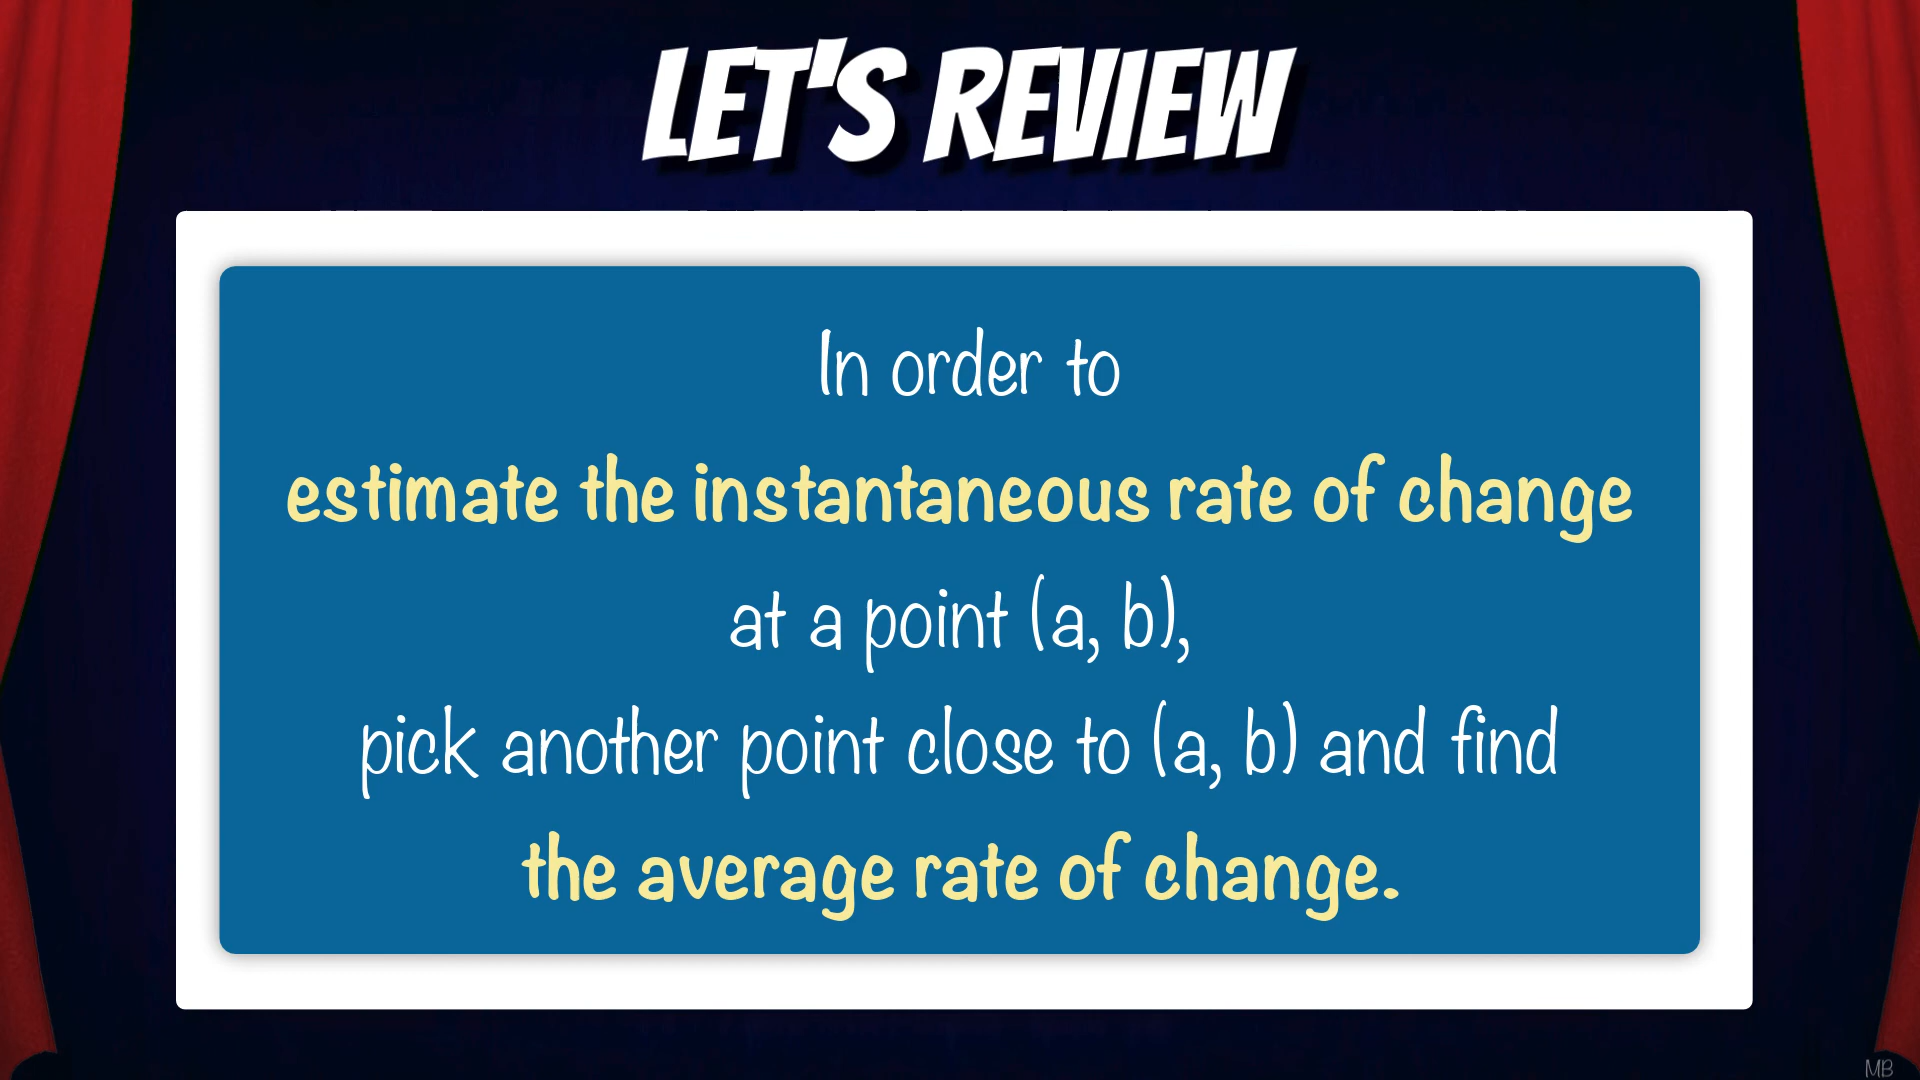 LET'S REVIEW
In order to
estimate the instantaneous rate of change
at a point (a, b),
pick another point close to (a, b) and find
the average rate of change.
MB